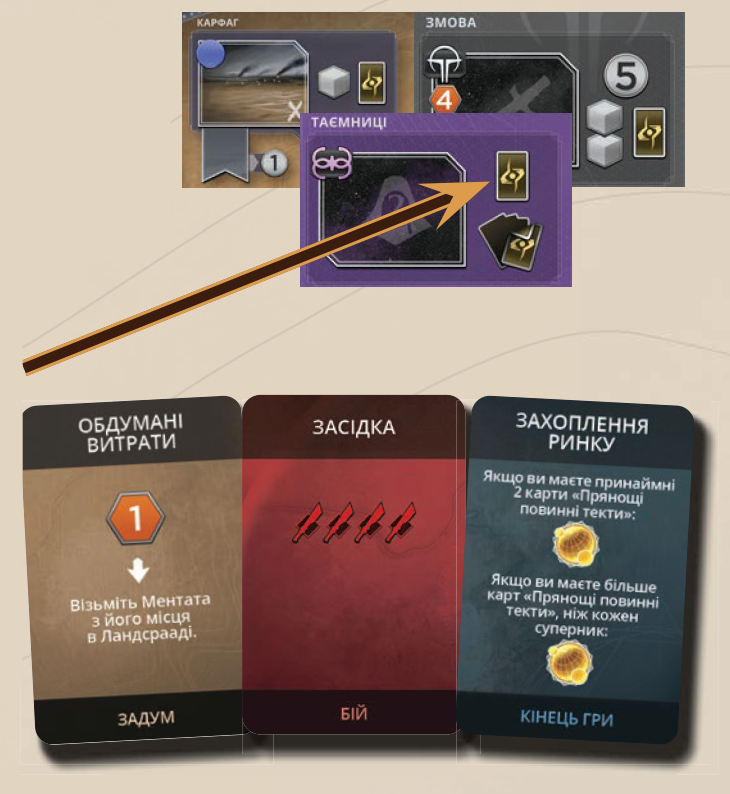 КАРФАГ
1
ЗМОВА
4
5
ТАЄМНИЦІ
?
ОБДУМАНІ
ВИТРАТИ
1
Візьміть Ментата
з його місця
в Ландсрааді.
ЗАДУМ
ЗАСІДКА
БІЙ
ЗАХОПЛЕННЯ
РИНКУ
Якщо ви маєте принаймні
2 карти «Прянощі
повинні текти»:
Якщо ви маєте більше
карт «Прянощі повинні
текти», ніж кожен
суперник:
КІНЕЦЬ ГРИ